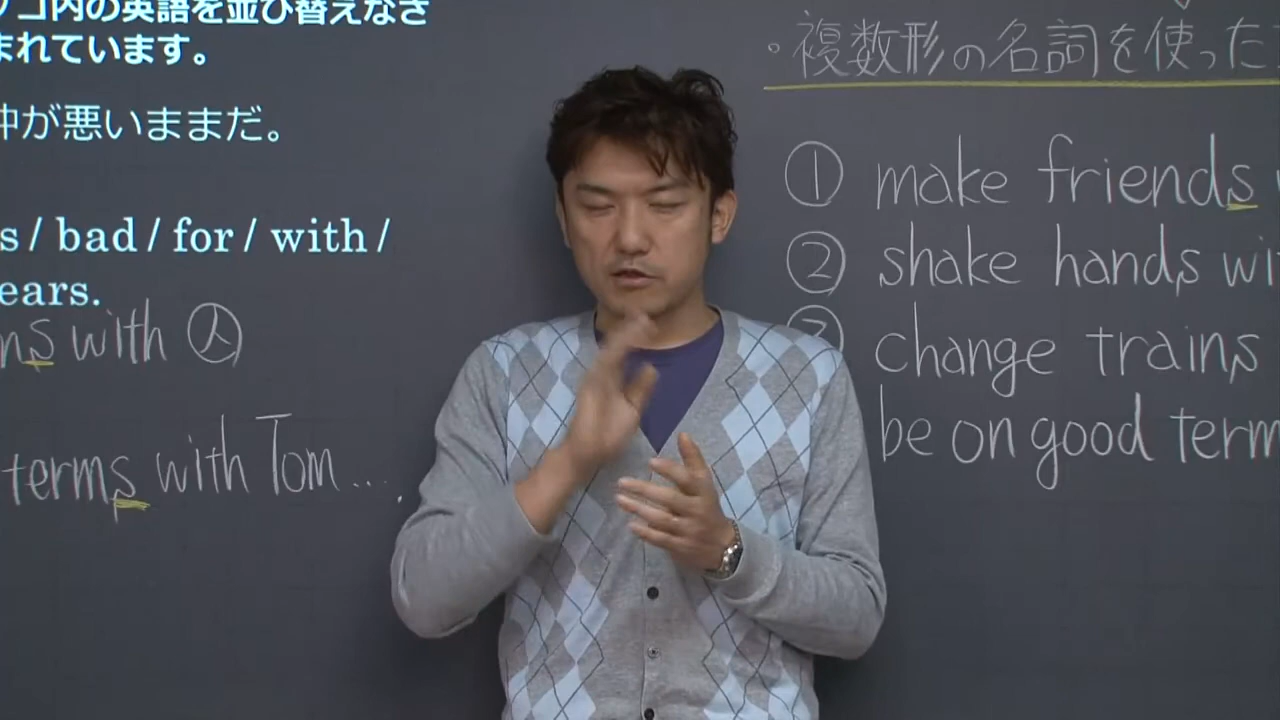 コ内の英語を並び替えなさ
まれています。
仲が悪いままだ。
s / bad / for / with /
ears.
ms with 人
terms with Tom...
・複数形の名詞を使った
① make friends
② shake hands wi
③ change trains
be on good term